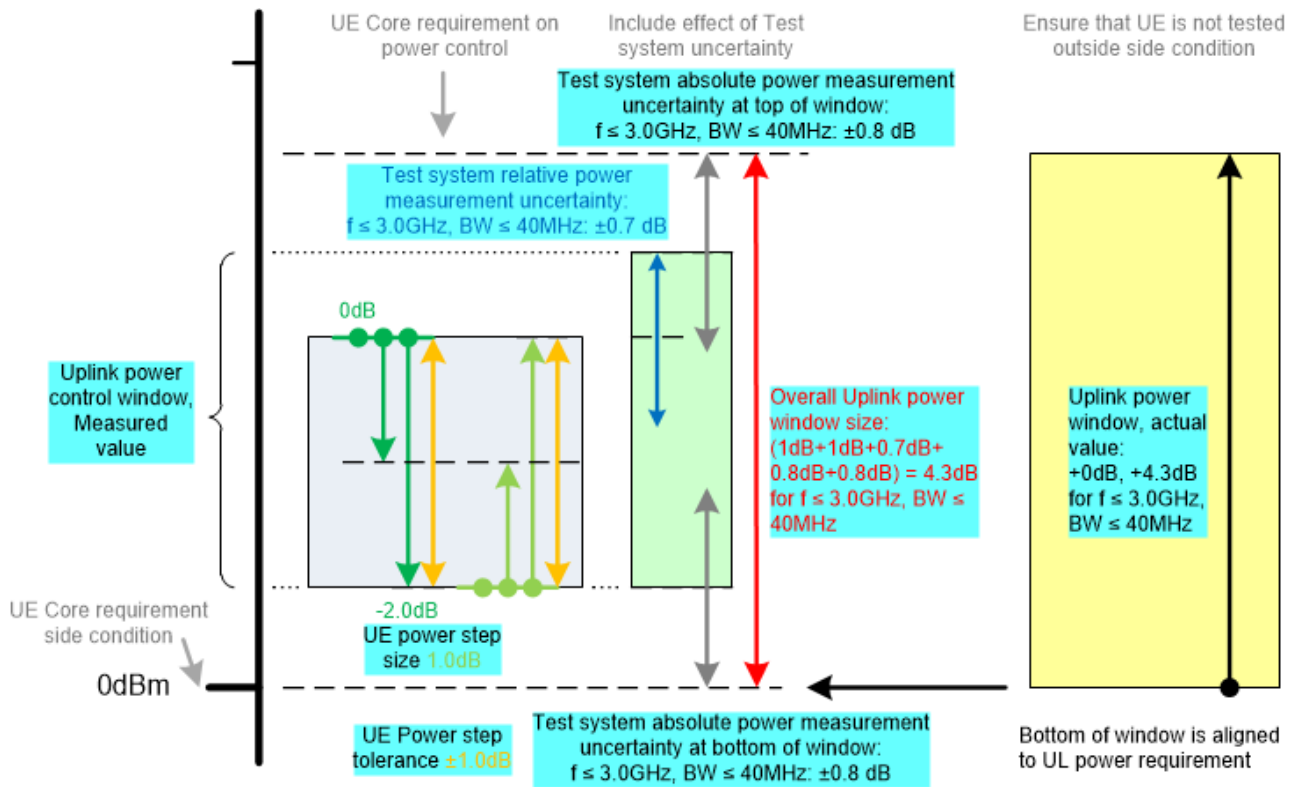 UE Core requirement on
power control
Include effect of Test
system uncertainty
Ensure that UE is not tested
outside side condition
Test system absolute power measurement
uncertainty at top of window:
f ≤ 3.0GHz, BW ≤ 40MHz: ±0.8 dB
Test system relative power
measurement uncertainty:
f ≤ 3.0GHz, BW ≤ 40MHz: ±0.7 dB
0dB
Uplink power
control window,
Measured
value
Overall Uplink power
window size:
(1dB+1dB+0.7dB+
0.8dB+0.8dB) = 4.3dB
for f ≤ 3.0GHz, BW ≤
40MHz
Uplink power
window, actual
value:
+0dB, +4.3dB
for f ≤ 3.0GHz,
BW ≤ 40MHz
-2.0dB
UE power step
size 1.0dB
UE Core requirement
side condition
0dBm
UE Power step
tolerance ±1.0dB
Test system absolute power measurement
uncertainty at bottom of window:
f ≤ 3.0GHz, BW ≤ 40MHz: ±0.8 dB
Bottom of window is aligned
to UL power requirement